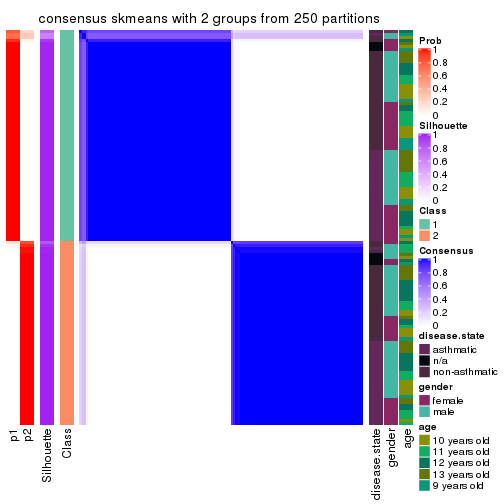 consensus skmeans with 2 groups from 250 partitions
Prob
1
0.8
0.6
0.4
0.2
0
Silhouette
1
0.8
0.6
0.4
0.2
0
Class
1
2
Consensus
1
0.8
0.6
0.4
0.2
0
disease.state
asthmatic
n/a
non-asthmatic
gender
female
male
age
10 years old
11 years old
12 years old
13 years old
9 years old
p1
p2
Silhouette
Class
disease.state
gender
age